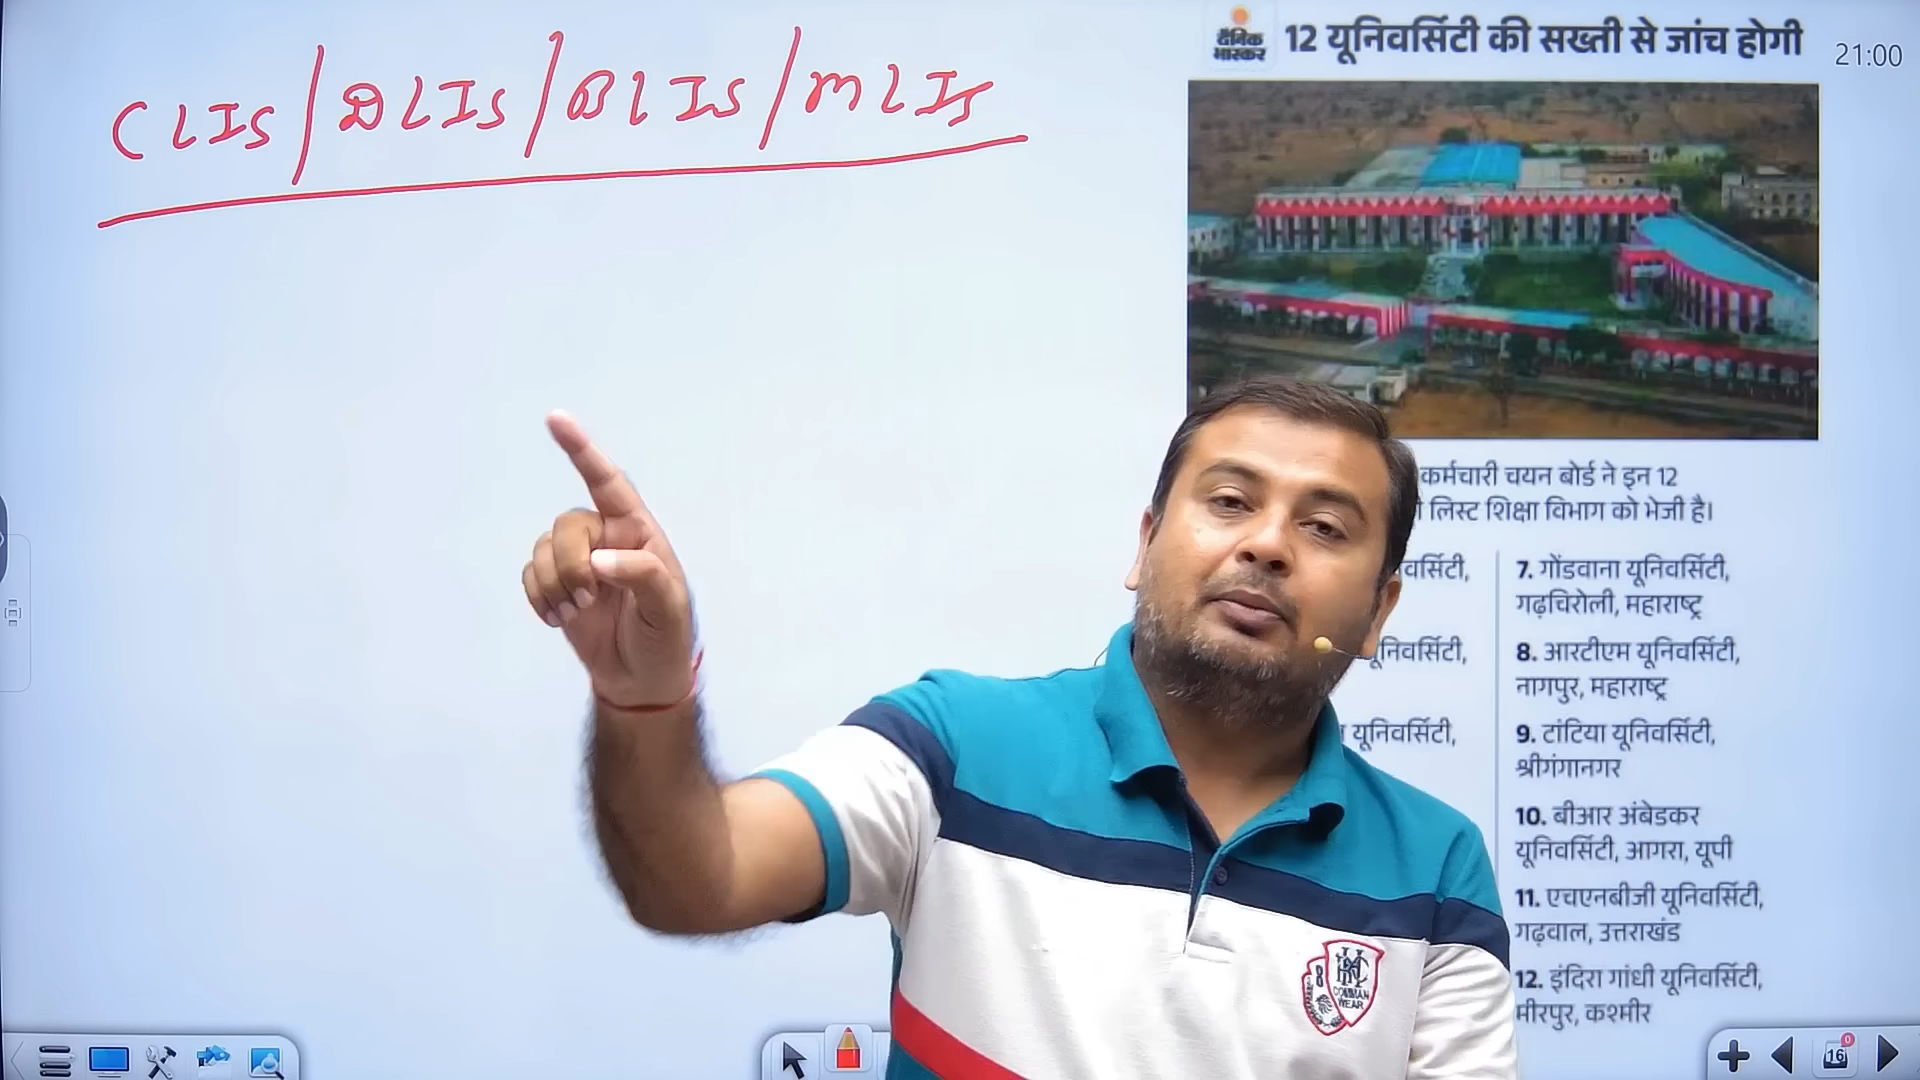 CLIS/DLIS/BLIS/MLIS
दैनिक भास्कर
12 यूनिवर्सिटी की सख्ती से जांच होगी
21:00
कर्मचारी चयन बोर्ड ने इन 12
लिस्ट शिक्षा विभाग को भेजी है।
यूनिवर्सिटी,
7. गोंडवाना यूनिवर्सिटी,
गढ़चिरोली, महाराष्ट्र
8. आरटीएम यूनिवर्सिटी,
नागपुर, महाराष्ट्र
9. टांटिया यूनिवर्सिटी,
श्रीगंगानगर
10. बीआर अंबेडकर
यूनिवर्सिटी, आगरा, यूपी
11. एचएनबीजी यूनिवर्सिटी,
गढ़वाल, उत्तराखंड
12. इंदिरा गांधी यूनिवर्सिटी,
मीरपुर, कश्मीर
COMMAN
WEAR
16
0